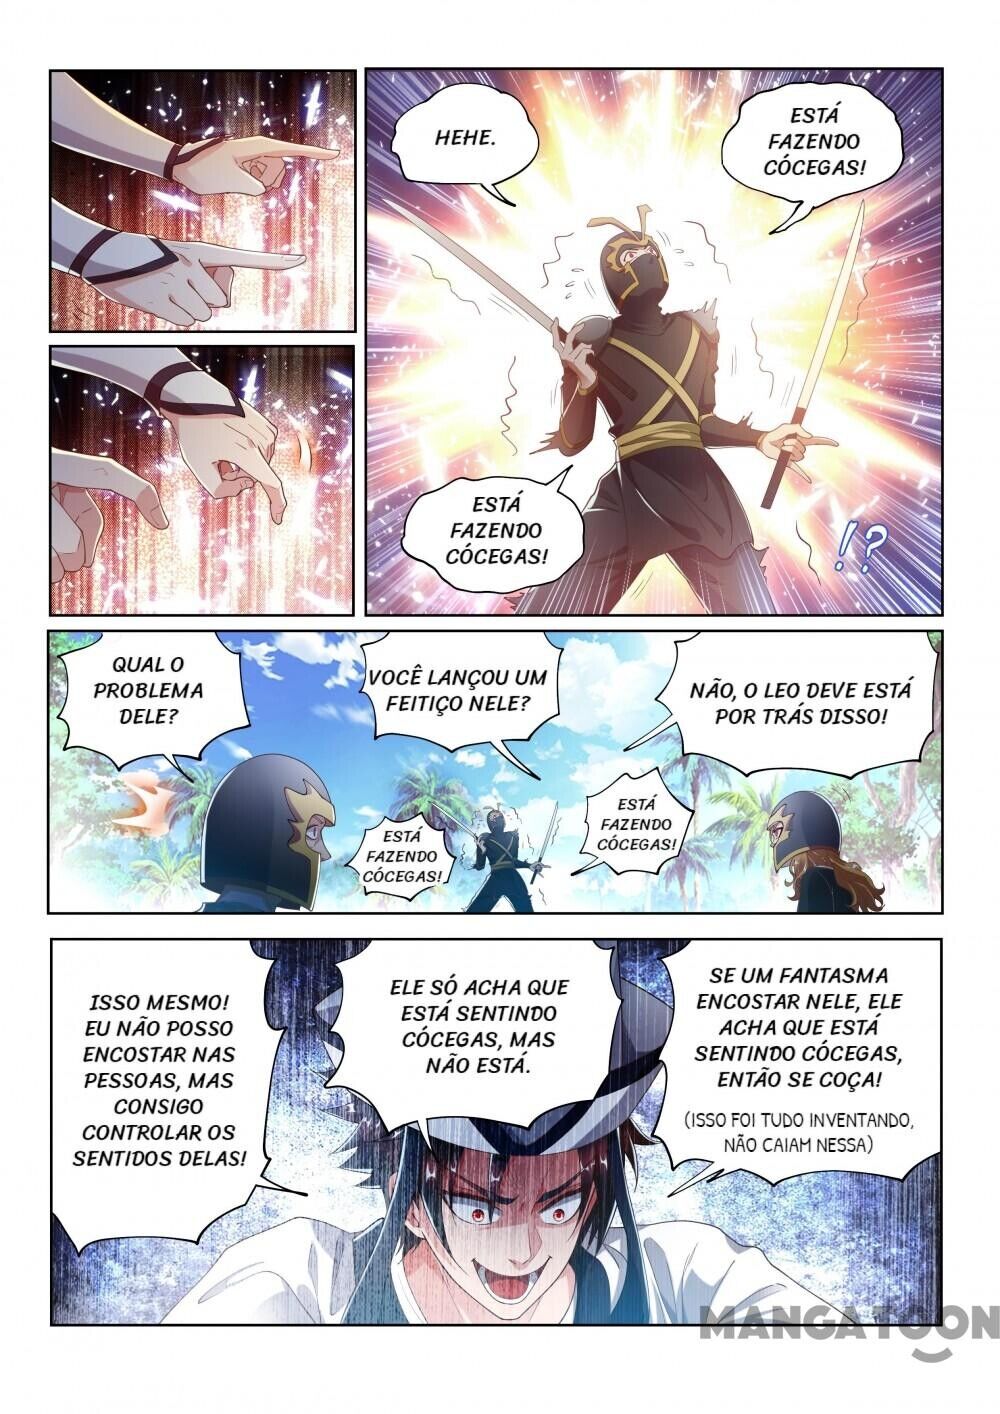 HEHE.
ESTÁ
FAZENDO
CÓCEGAS!
ESTÁ
FAZENDO
CÓCEGAS!
!?
QUAL O
PROBLEMA
DELE?
VOCÊ LANÇOU UM
FEITIÇO NELE?
NÃO, O LEO DEVE ESTÁ
POR TRÁS DISSO!
ESTÁ
FAZENDO
CÓCEGAS!
ESTÁ
FAZENDO
CÓCEGAS!
ISSO MESMO!
EU NÃO POSSO
ENCOSTAR NAS
PESSOAS, MAS
CONSIGO
CONTROLAR OS
SENTIDOS DELAS!
ELE SÓ ACHA QUE
ESTÁ SENTINDO
CÓCEGAS, MAS
NÃO ESTÁ.
SE UM FANTASMA
ENCOSTAR NELE, ELE
ACHA QUE ESTÁ
SENTINDO CÓCEGAS,
ENTÃO SE COÇA!
(ISSO FOI TUDO INVENTANDO,
NÃO CAIAM NESSA)
MANGATOON